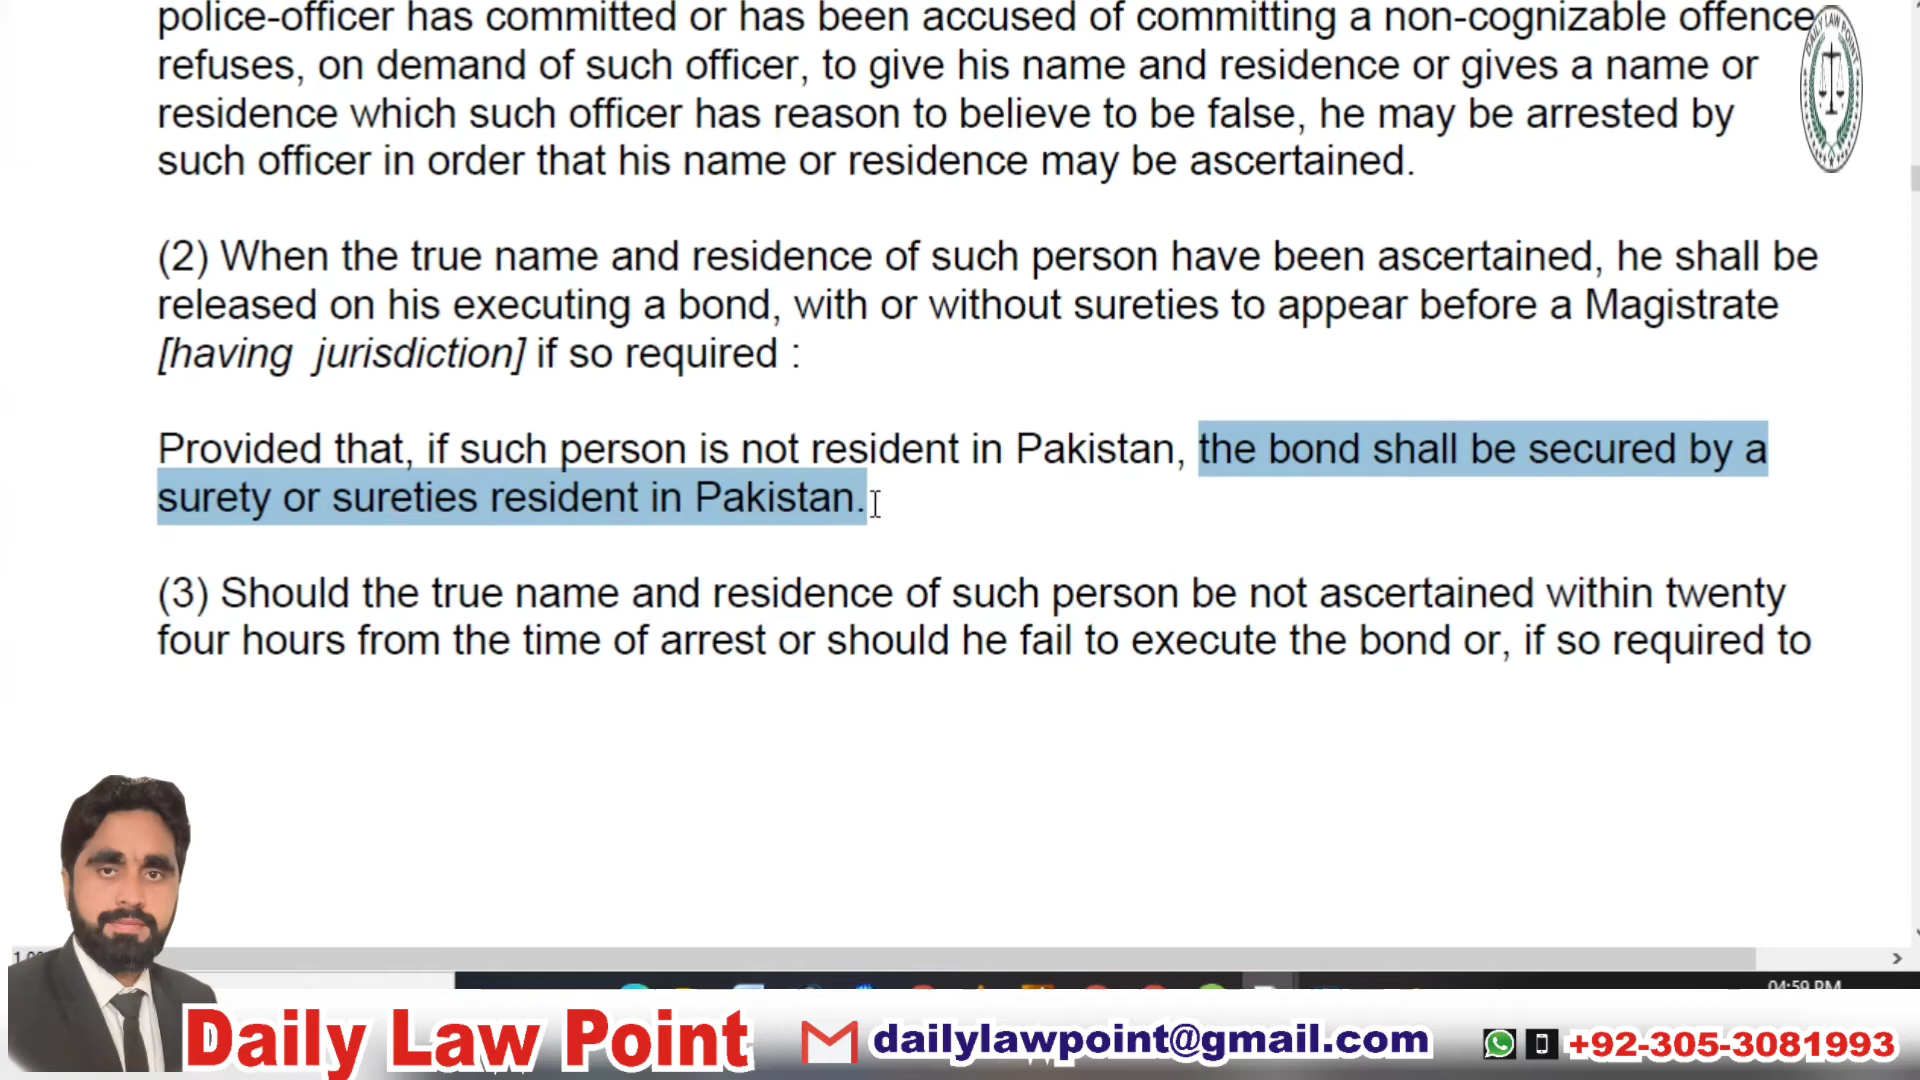 police-officer has committed or has been accused of committing a non-cognizable offence
refuses, on demand of such officer, to give his name and residence or gives a name or
residence which such officer has reason to believe to be false, he may be arrested by
such officer in order that his name or residence may be ascertained.
(2) When the true name and residence of such person have been ascertained, he shall be
released on his executing a bond, with or without sureties to appear before a Magistrate
[having jurisdiction] if so required :
Provided that, if such person is not resident in Pakistan, the bond shall be secured by a
surety or sureties resident in Pakistan.
(3) Should the true name and residence of such person be not ascertained within twenty
four hours from the time of arrest or should he fail to execute the bond or, if so required to
DAILY LAW POINT
04:59 PM
Daily Law Point
dailylawpoint@gmail.com
+92-305-3081993